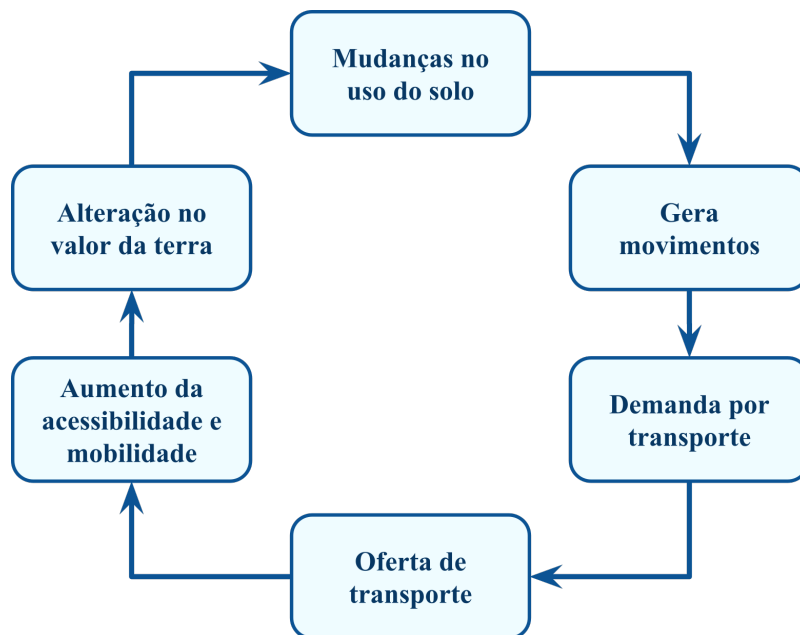 Mudanças no
uso do solo
Gera
movimentos
Demanda por
transporte
Oferta de
transporte
Aumento da
acessibilidade e
mobilidade
Alteração no
valor da terra